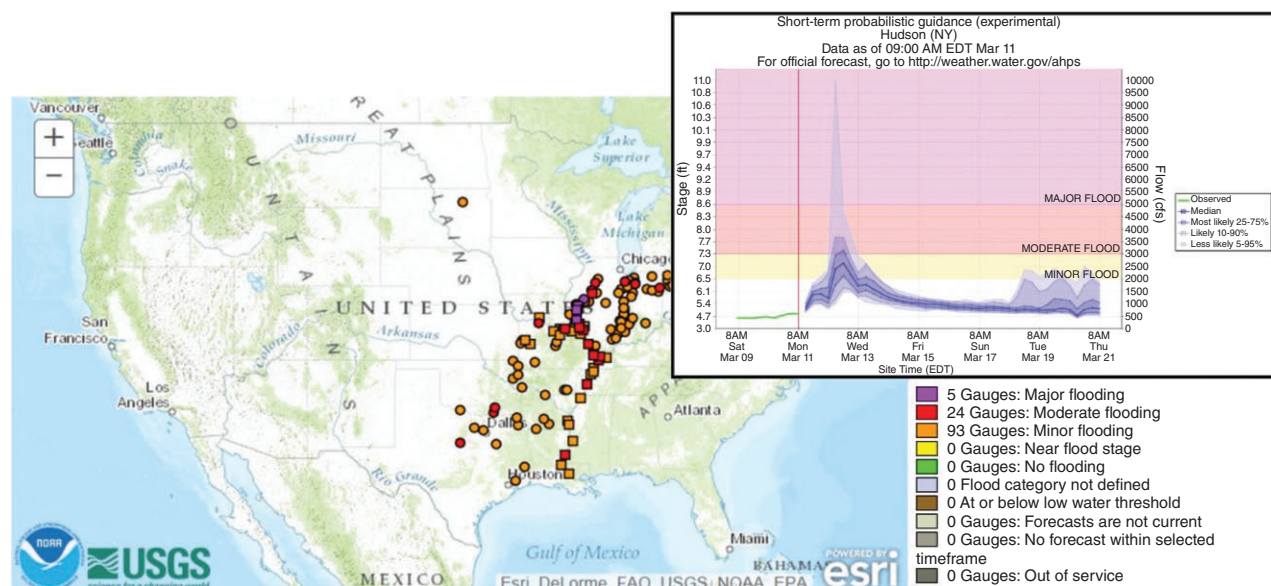 Short-term probabilistic guidance (experimental)
Hudson (NY)
Data as of 09:00 AM EDT Mar 11
For official forecast, go to http://weather.water.gov/ahps
Stage (ft)
11.0
10.8
10.6
10.3
10.1
9.9
9.7
9.4
9.2
8.9
8.6
8.3
8.0
7.7
7.3
7.0
6.5
6.1
5.4
4.7
3.0
10000
9500
9000
8500
8000
7500
7000
6500
6000
5500
5000
4500
4000
3500
3000
2500
2000
1500
1000
500
0
Flow (cfs)
MAJOR FLOOD
MODERATE FLOOD
MINOR FLOOD
Observed
Median
Most likely 25-75%
Likely 10-90%
Less likely 5-95%
8AM 8AM 8AM 8AM 8AM 8AM 8AM
Sat Mon Wed Fri Sun Tue Thu
Mar 09 Mar 11 Mar 13 Mar 15 Mar 17 Mar 19 Mar 21
Site Time (EDT)
+
−
Vancouver
Seattle
Columbia
Snake
Missouri
GREAT PLAINS
Lake Superior
Lake Michigan
Mississippi
Chicago
UNITED STATES
MOUNTAINS
San Francisco
Colorado
Arkansas
Los Angeles
Dallas
Atlanta
Houston
Rio Grande
Miami
Gulf of Mexico
MEXICO
BAHAMA
NOAA
USGS
science for a changing world
Esri, DeLorme, FAO, USGS, NOAA, EPA
POWERED BY
esri
5 Gauges: Major flooding
24 Gauges: Moderate flooding
93 Gauges: Minor flooding
0 Gauges: Near flood stage
0 Gauges: No flooding
0 Flood category not defined
0 At or below low water threshold
0 Gauges: Forecasts are not current
0 Gauges: No forecast within selected
timeframe
0 Gauges: Out of service